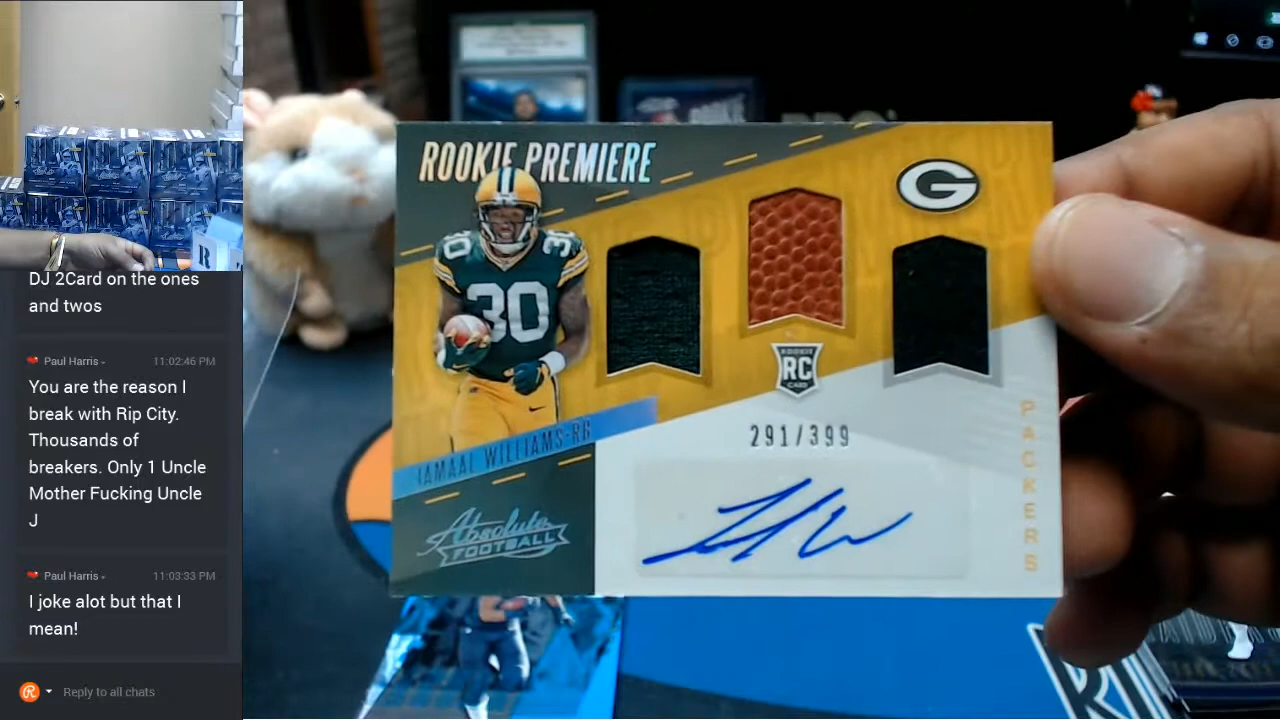 DJ 2Card on the ones
and twos
Paul Harris
11:02:46 PM
You are the reason I
break with Rip City.
Thousands of
breakers. Only 1 Uncle
Mother Fucking Uncle
J
Paul Harris
11:03:33 PM
I joke alot but that I
mean!
Reply to all chats
ROOKIE PREMIERE
G
30
30
30
ROOKIE
RC
CARD
JAMAAL WILLIAMS-RB
291/399
PACKERS
Absolute
FOOTBALL
R